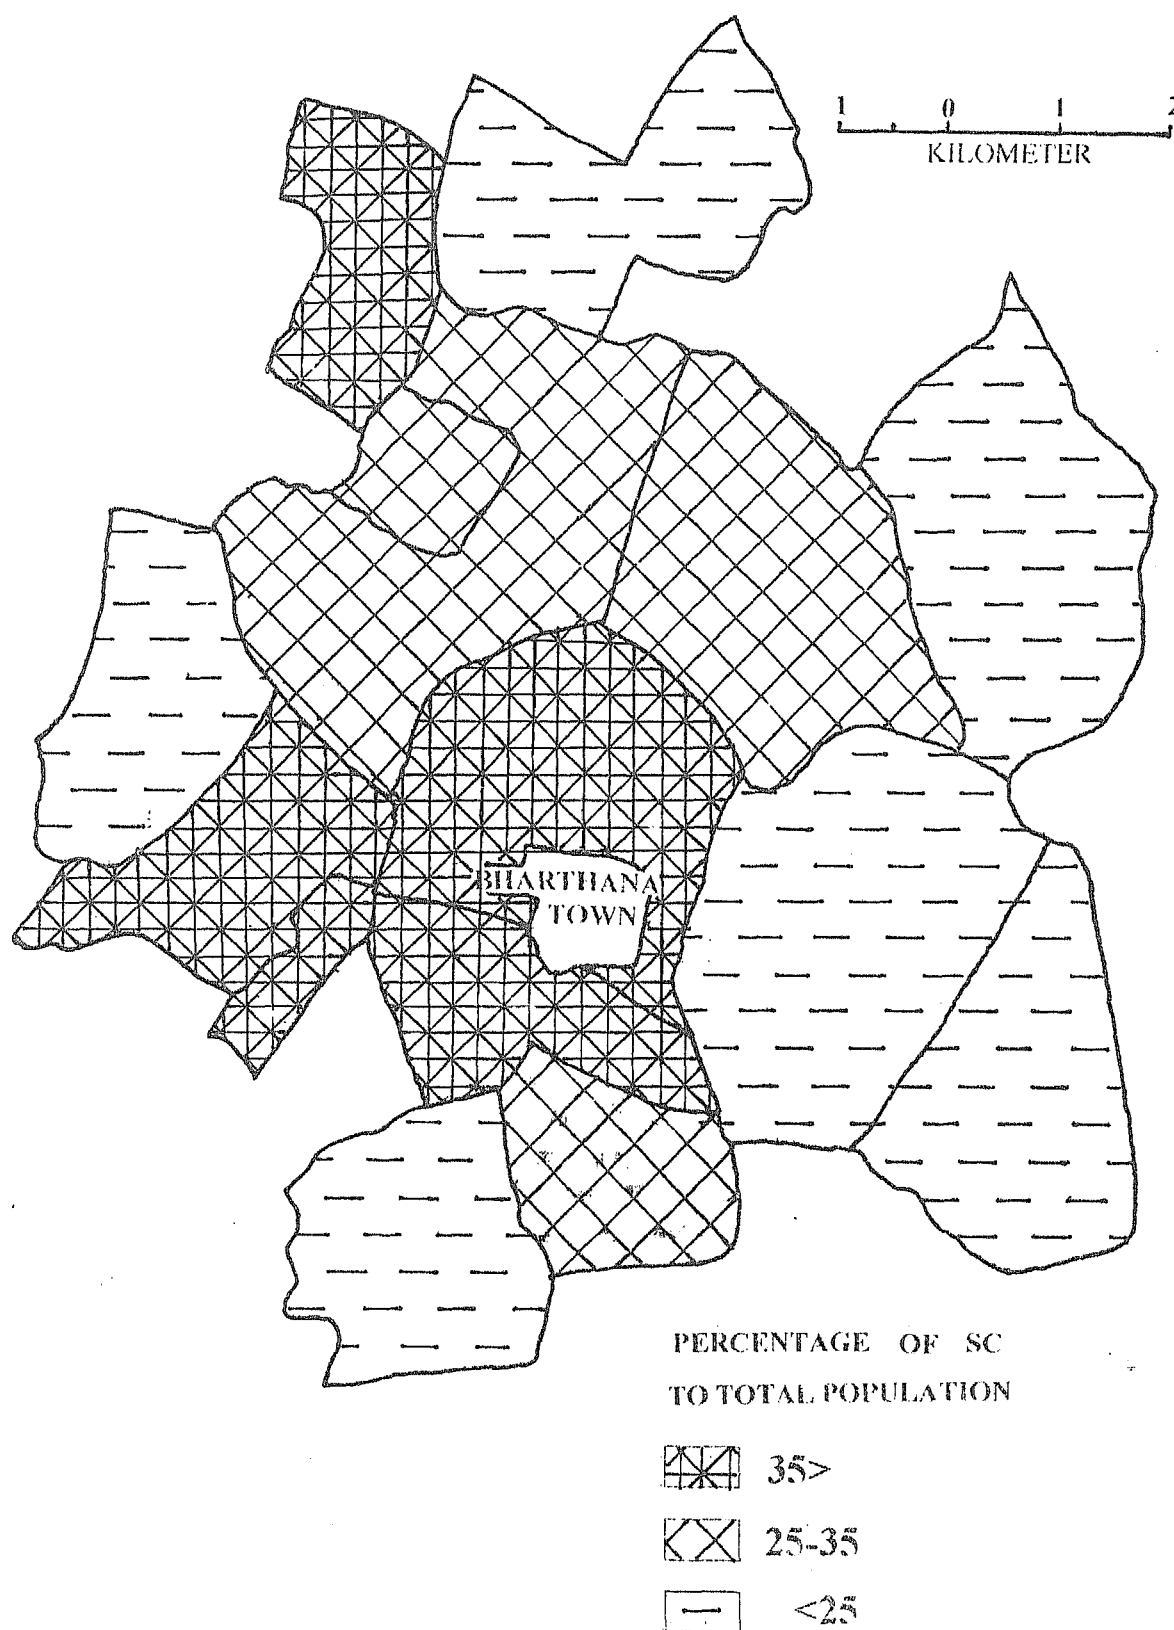 1 0 1 2
KILOMETER
BHARTHANA
TOWN
PERCENTAGE OF SC
TO TOTAL POPULATION
35>
25-35
<25